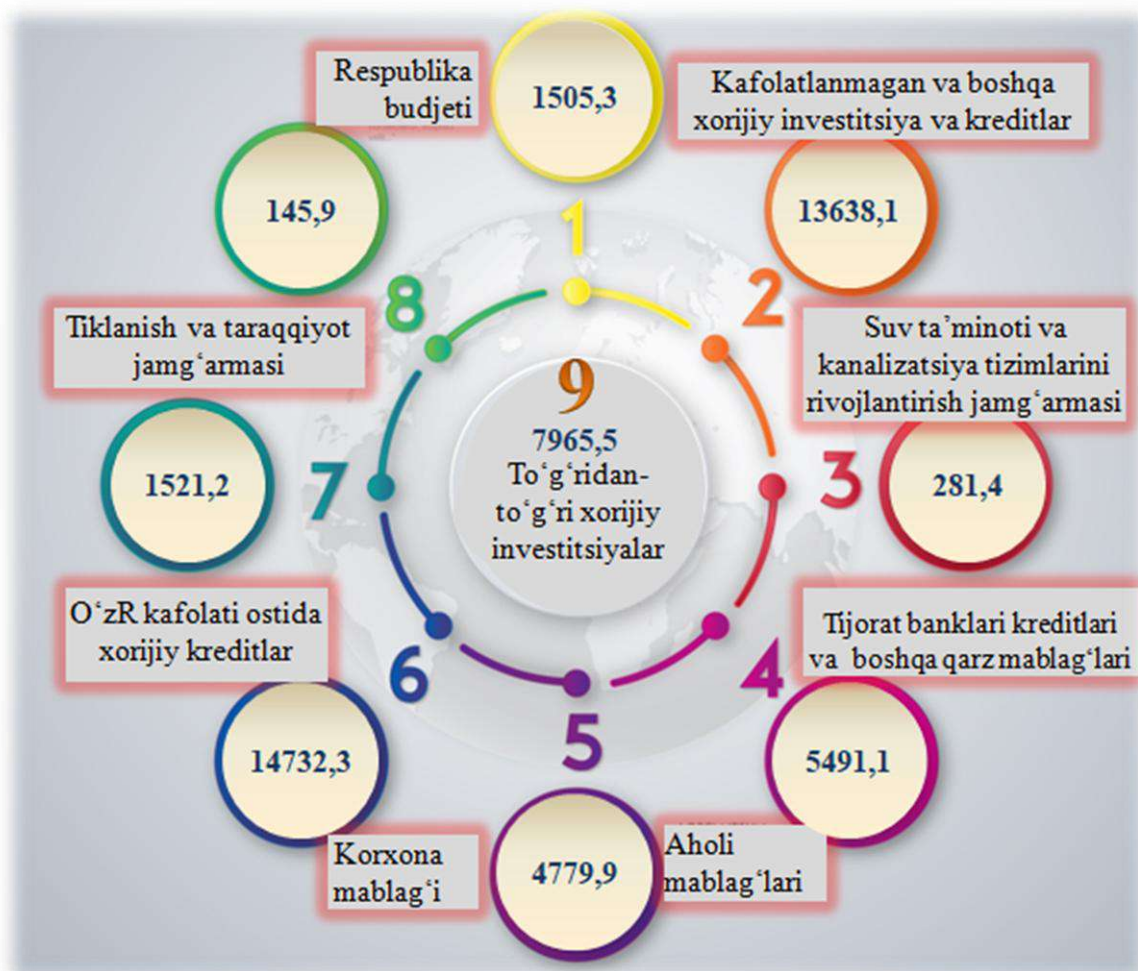 Respublika
budjeti
1505,3
1
Kafolatlanmagan va boshqa
xorijiy investitsiya va kreditlar
13638,1
2
Suv ta’minoti va
kanalizatsiya tizimlarini
rivojlantirish jamg‘armasi
281,4
3
Tijorat banklari kreditlari
va boshqa qarz mablag‘lari
5491,1
4
Aholi
mablag‘lari
4779,9
5
Korxona
mablag‘i
14732,3
6
O‘zR kafolati ostida
xorijiy kreditlar
1521,2
7
Tiklanish va taraqqiyot
jamg‘armasi
145,9
8
9
7965,5
To‘g‘ridan-
to‘g‘ri xorijiy
investitsiyalar